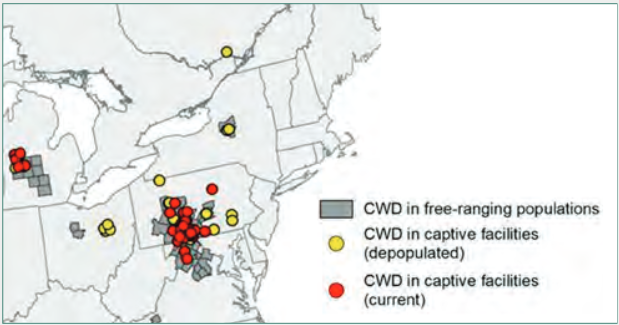 CWD in free-ranging populations
CWD in captive facilities
(depopulated)
CWD in captive facilities
(current)